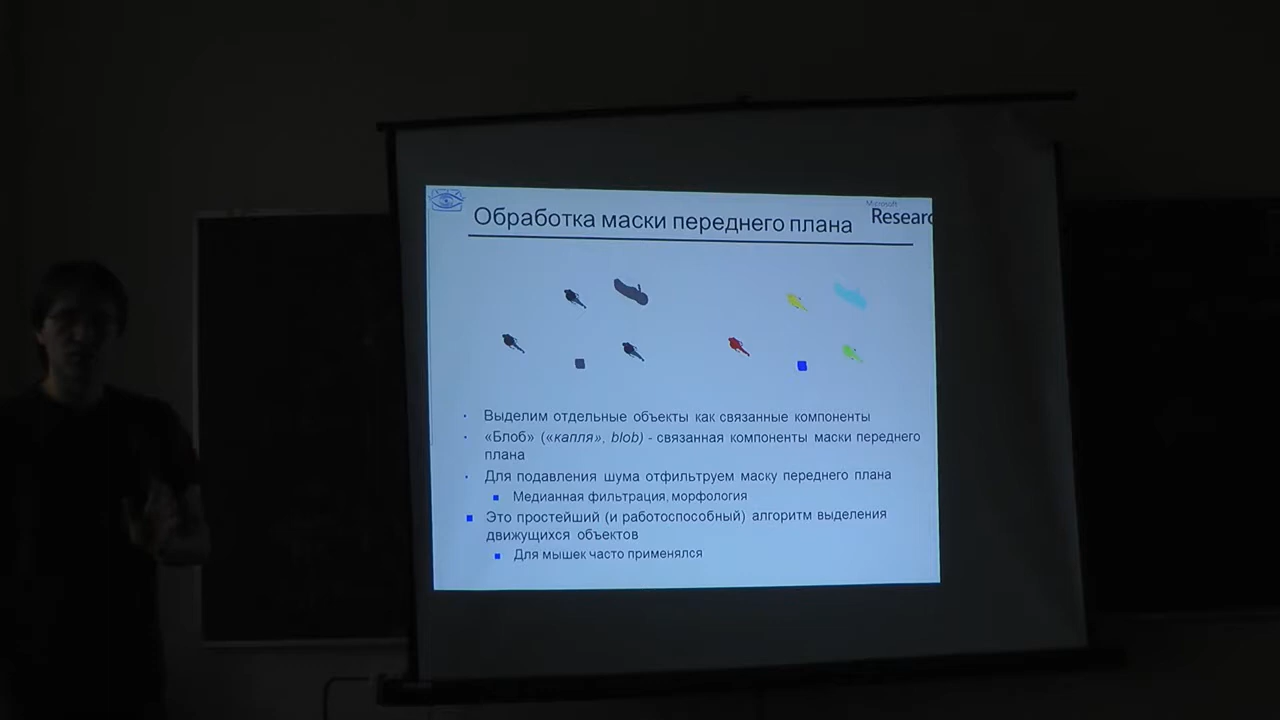 Обработка маски переднего плана
Microsoft
Researc
Выделим отдельные объекты как связанные компоненты
«Блоб» («капля», blob) - связанная компоненты маски переднего
плана
Для подавления шума отфильтруем маску переднего плана
Медианная фильтрация, морфология
Это простейший (и работоспособный) алгоритм выделения
движущихся объектов
Для мышек часто применялся